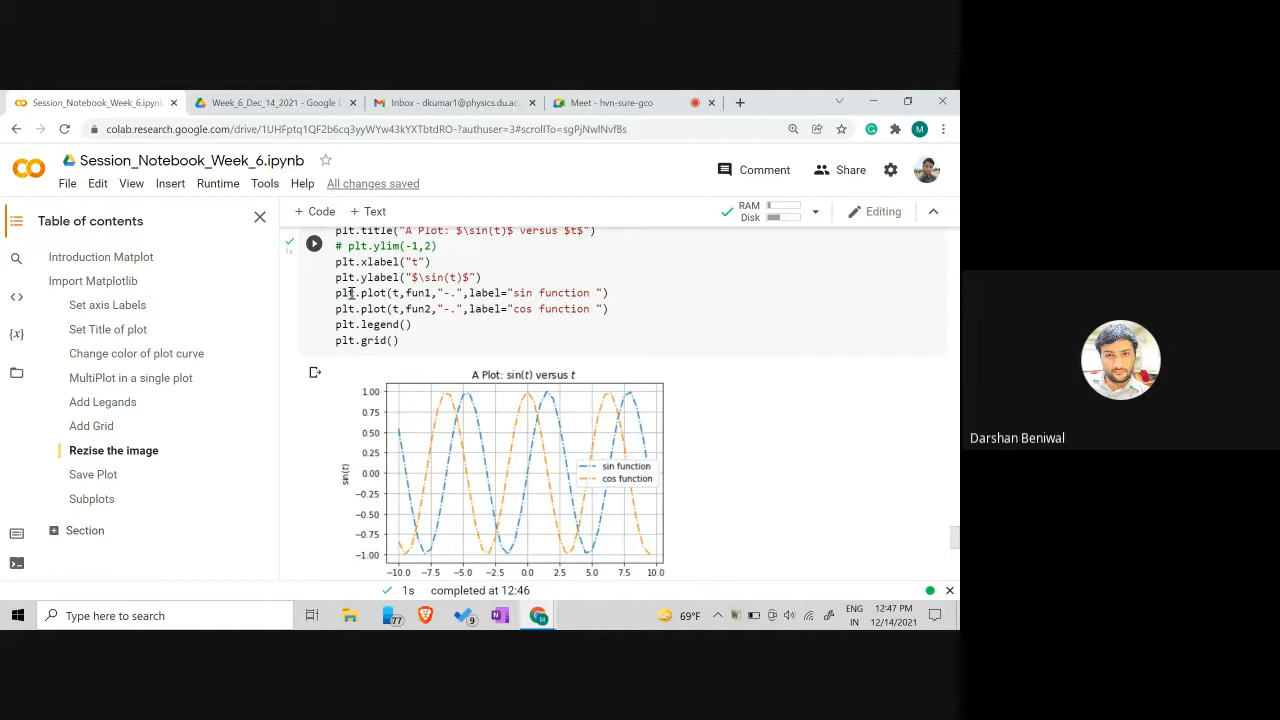 Session_Notebook_Week_6.ipynb
Week_6_Dec_14_2021 - Google D
Inbox - dkumar1@physics.du.ac.
Meet - hvn-sure-gco
colab.research.google.com/drive/1UHFptq1QF2b6cq3yyWYw43kYXTbtdRO-?authuser=3#scrollTo=sgPjNwlNvfBs
M
CO
Session_Notebook_Week_6.ipynb
Comment
Share
File Edit View Insert Runtime Tools Help All changes saved
Table of contents
+ Code + Text
RAM
Disk
Editing
Introduction Matplot
Import Matplotlib
Set axis Labels
Set Title of plot
Change color of plot curve
MultiPlot in a single plot
Add Legands
Add Grid
Rezise the image
Save Plot
Subplots
Section
{x}
1s
plt.title("A Plot: $\sin(t)$ versus $t$")
# plt.ylim(-1,2)
plt.xlabel("t")
plt.ylabel("$\sin(t)$")
plt.plot(t,fun1,"-.",label="sin function ")
plt.plot(t,fun2,"-.",label="cos function ")
plt.legend()
plt.grid()
A Plot: sin(t) versus t
1.00
0.75
0.50
0.25
0.00
−0.25
−0.50
−0.75
−1.00
sin(t)
sin function
cos function
−10.0 −7.5 −5.0 −2.5 0.0 2.5 5.0 7.5 10.0
1s completed at 12:46
Type here to search
77
9
69°F
ENG
IN
12:47 PM
12/14/2021
Darshan Beniwal